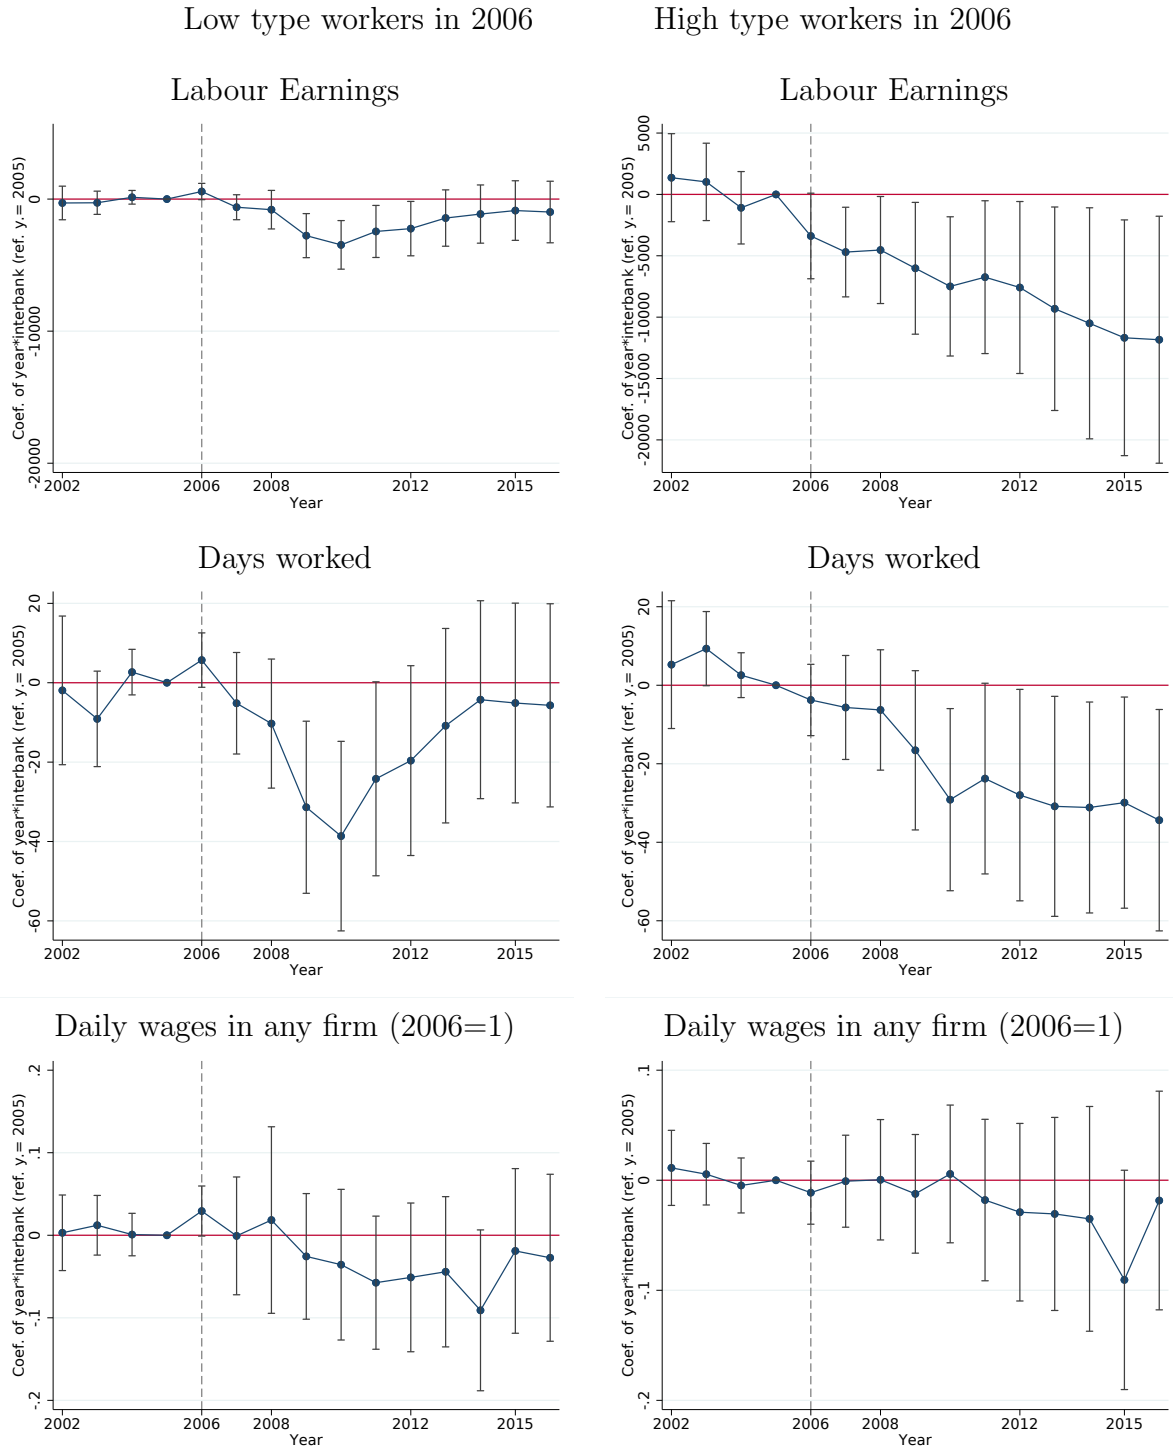 Low type workers in 2006
High type workers in 2006
Labour Earnings
Coef. of year*interbank (ref. y.= 2005)
0
-10000
-20000
2002 2006 2008 2012 2015
Year
Labour Earnings
Coef. of year*interbank (ref. y.= 2005)
5000
0
-5000
-10000
-15000
-20000
2002 2006 2008 2012 2015
Year
Days worked
Coef. of year*interbank (ref. y.= 2005)
20
0
-20
-40
-60
2002 2006 2008 2012 2015
Year
Days worked
Coef. of year*interbank (ref. y.= 2005)
20
0
-20
-40
-60
2002 2006 2008 2012 2015
Year
Daily wages in any firm (2006=1)
Coef. of year*interbank (ref. y.= 2005)
.2
.1
0
-.1
-.2
2002 2006 2008 2012 2015
Year
Daily wages in any firm (2006=1)
Coef. of year*interbank (ref. y.= 2005)
.1
0
-.1
-.2
2002 2006 2008 2012 2015
Year